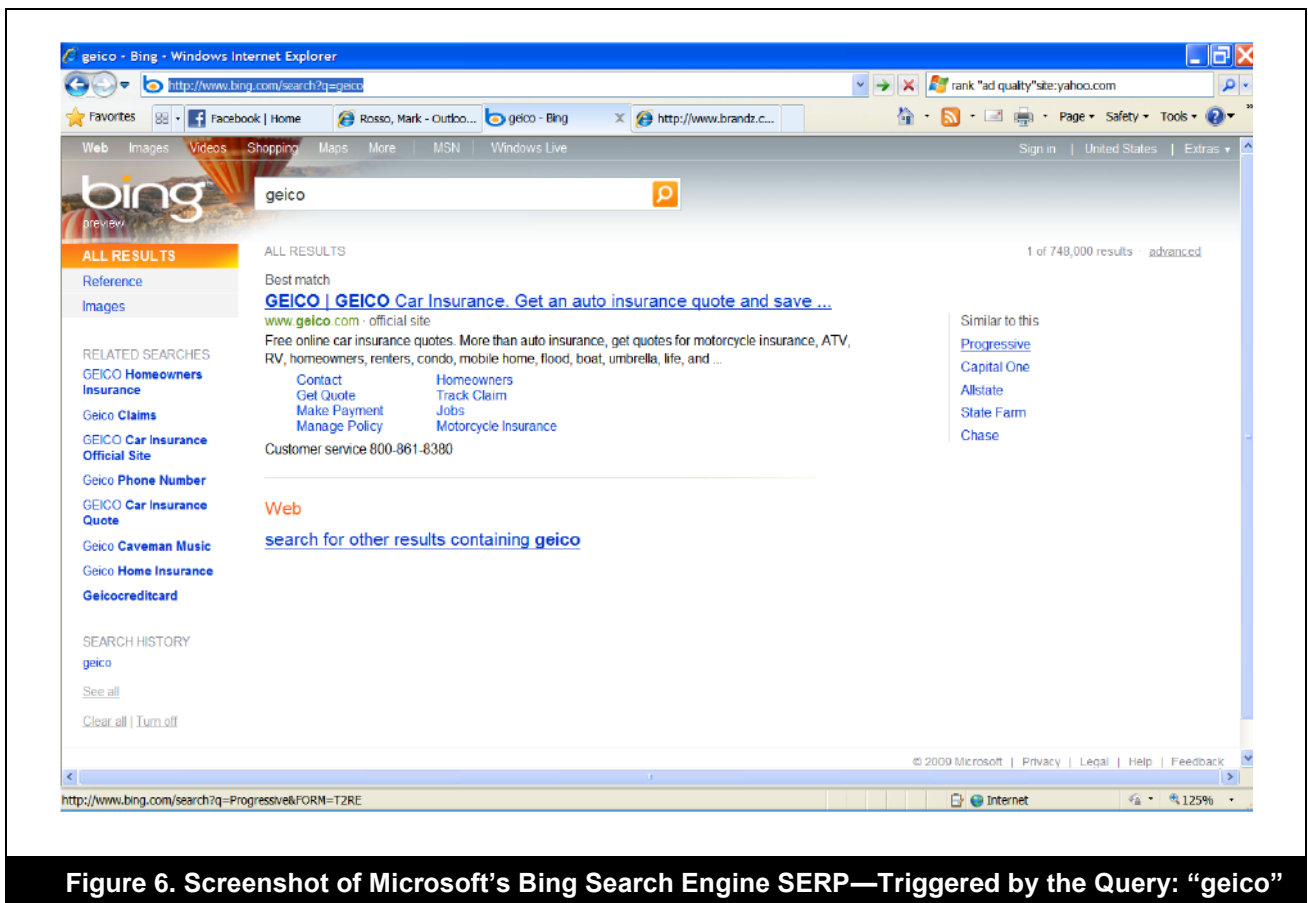 geico - Bing - Windows Internet Explorer
http://www.bing.com/search?q=geico
rank "ad quality"site:yahoo.com
Favorites
Facebook | Home
Rosso, Mark - Outloo...
geico - Bing
http://www.brandz.c...
Page
Safety
Tools
Web Images Videos Shopping Maps More | MSN | Windows Live
Sign in | United States | Extras
bing
preview
geico
ALL RESULTS
Reference
Images
RELATED SEARCHES
GEICO Homeowners
Insurance
Geico Claims
GEICO Car Insurance
Official Site
Geico Phone Number
GEICO Car Insurance
Quote
Geico Caveman Music
Geico Home Insurance
Geicocreditcard
SEARCH HISTORY
geico
See all
Clear all | Turn off
ALL RESULTS
1 of 748,000 results · advanced
Best match
GEICO | GEICO Car Insurance. Get an auto insurance quote and save ...
www.geico.com · official site
Free online car insurance quotes. More than auto insurance, get quotes for motorcycle insurance, ATV,
RV, homeowners, renters, condo, mobile home, flood, boat, umbrella, life, and ...
Contact Homeowners
Get Quote Track Claim
Make Payment Jobs
Manage Policy Motorcycle Insurance
Customer service 800-861-8380
Web
search for other results containing geico
Similar to this
Progressive
Capital One
Allstate
State Farm
Chase
© 2009 Microsoft | Privacy | Legal | Help | Feedback
http://www.bing.com/search?q=Progressive&FORM=T2RE
Internet
125%
Figure 6. Screenshot of Microsoft's Bing Search Engine SERP—Triggered by the Query: "geico"